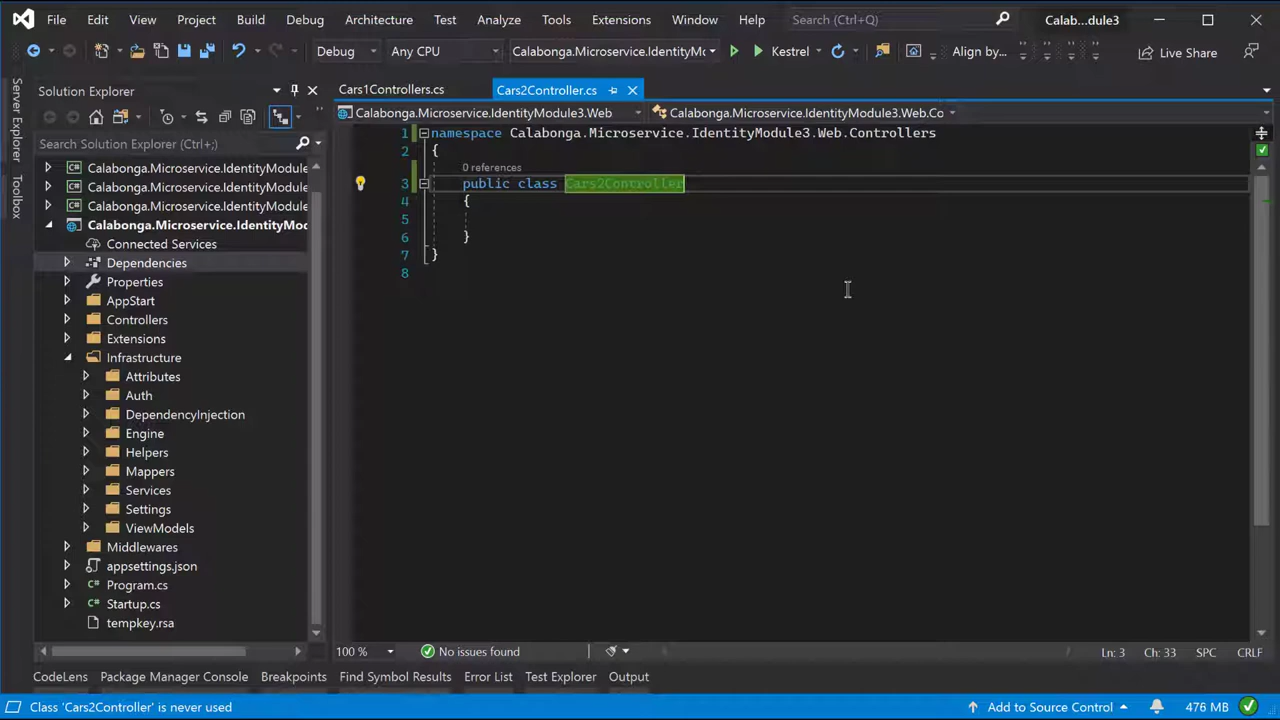 File Edit View Project Build Debug Architecture Test Analyze Tools Extensions Window Help Search (Ctrl+Q) Calab...dule3
Debug Any CPU Calabonga.Microservice.IdentityMo Kestrel Align by... Live Share
Server Explorer
Toolbox
Solution Explorer
Search Solution Explorer (Ctrl+;)
Calabonga.Microservice.IdentityModule
Calabonga.Microservice.IdentityModule
Calabonga.Microservice.IdentityModule
Calabonga.Microservice.IdentityMod
Connected Services
Dependencies
Properties
AppStart
Controllers
Extensions
Infrastructure
Attributes
Auth
DependencyInjection
Engine
Helpers
Mappers
Services
Settings
ViewModels
Middlewares
appsettings.json
Program.cs
Startup.cs
tempkey.rsa
Cars1Controllers.cs Cars2Controller.cs
Calabonga.Microservice.IdentityModule3.Web Calabonga.Microservice.IdentityModule3.Web.Co
1 namespace Calabonga.Microservice.IdentityModule3.Web.Controllers
2 {
0 references
3 public class Cars2Controller
4 {
5
6 }
7 }
8
100 % No issues found Ln: 3 Ch: 33 SPC CRLF
CodeLens Package Manager Console Breakpoints Find Symbol Results Error List Test Explorer Output
Class 'Cars2Controller' is never used Add to Source Control 476 MB